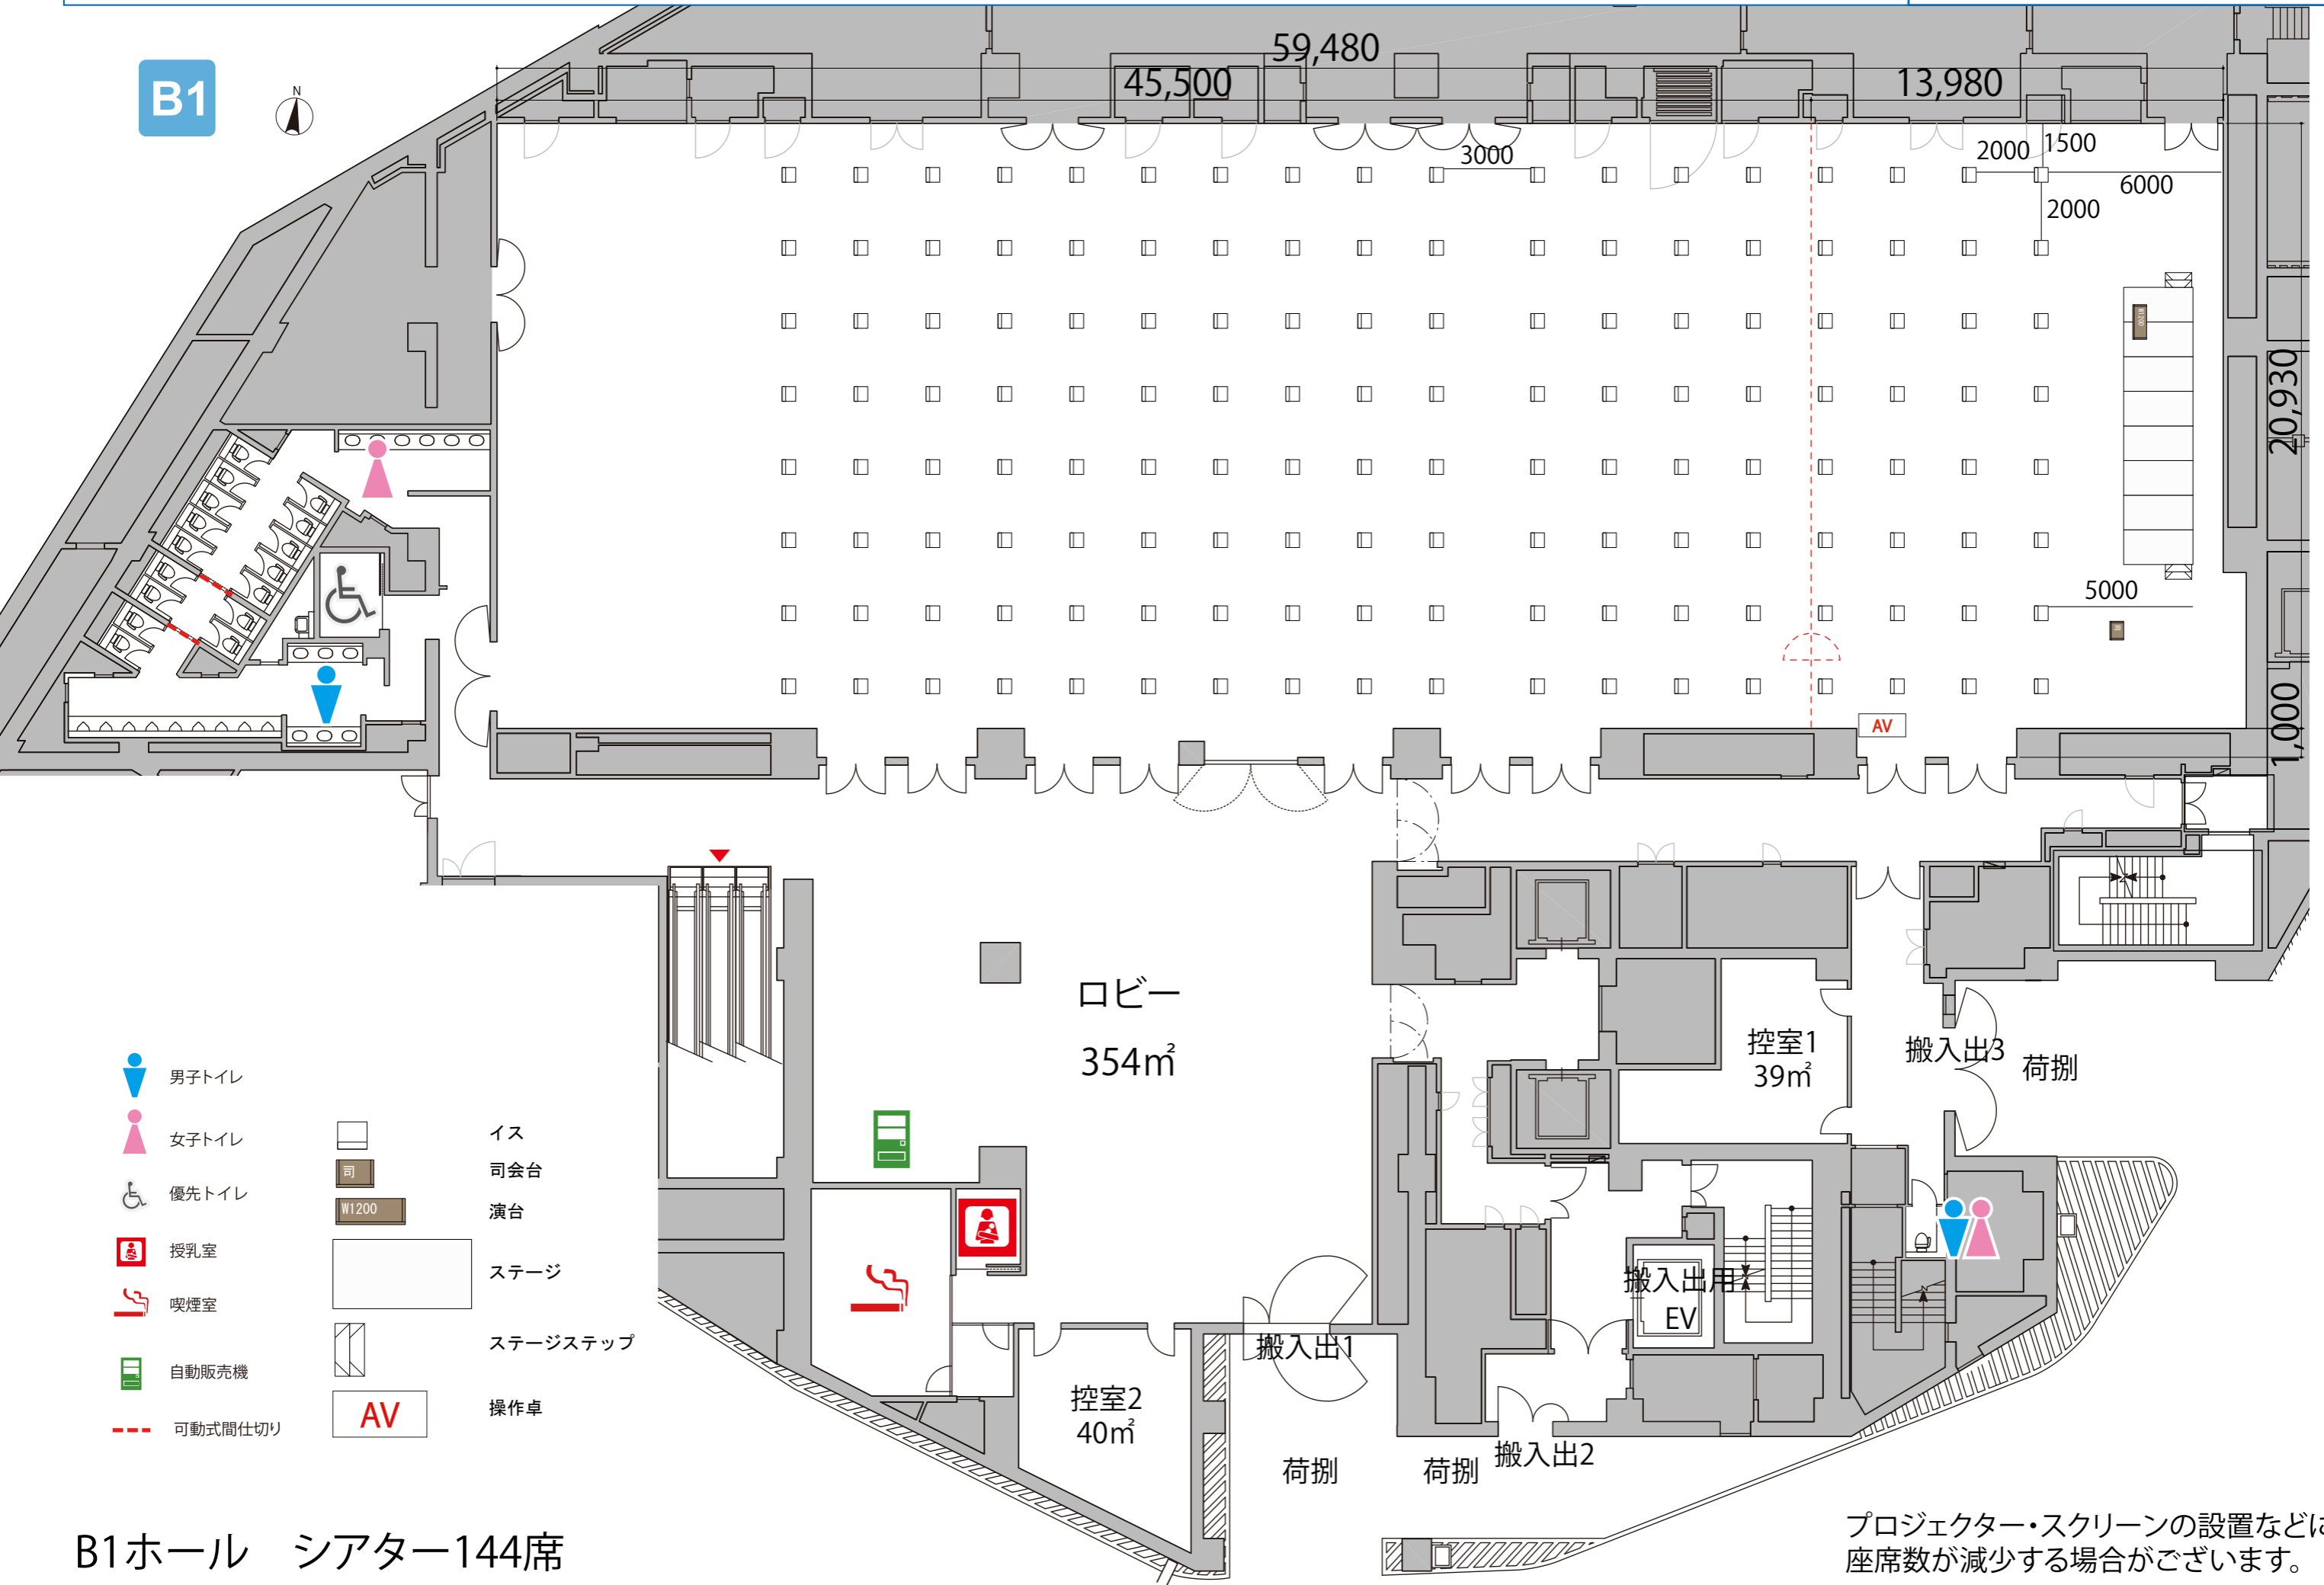 B1
N
59,480
45,500
13,980
3000
2000
1500
6000
2000
W1200
20,930
5000
1,000
AV
ロビー
354㎡
控室1
39㎡
搬入出3
荷捌
男子トイレ
女子トイレ
優先トイレ
授乳室
喫煙室
自動販売機
可動式間仕切り
イス
司
司会台
W1200
演台
ステージ
ステージステップ
AV
操作卓
搬入出用
EV
搬入出1
控室2
40㎡
荷捌
荷捌
搬入出2
B1ホール　シアター144席
プロジェクター・スクリーンの設置などに
座席数が減少する場合がございます。